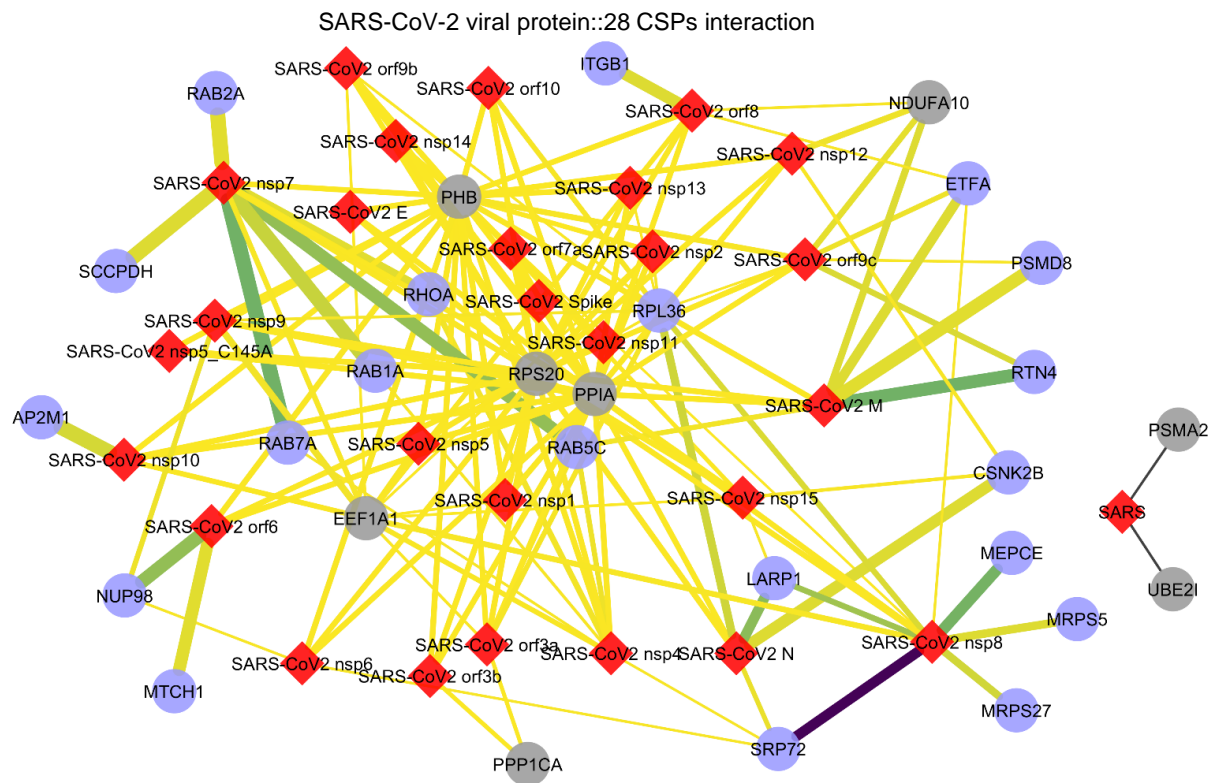 SARS-CoV-2 viral protein::28 CSPs interaction
ITGB1
SARS-CoV2 orf9b
SARS-CoV2 orf10
RAB2A
SARS-CoV2 orf8
NDUFA10
SARS-CoV2 nsp14
SARS-CoV2 nsp12
SARS-CoV2 nsp7
PHB
SARS-CoV2 nsp13
ETFA
SARS-CoV2 E
SARS-CoV2 orf7a
SARS-CoV2 nsp2
SARS-CoV2 orf9c
PSMD8
SCCPDH
RHOA
SARS-CoV2 Spike
RPL36
SARS-CoV2 nsp9
SARS-CoV2 nsp11
SARS-CoV2 nsp5_C145A
RAB1A
RPS20
RTN4
PPIA
SARS-CoV2 M
AP2M1
PSMA2
RAB7A
SARS-CoV2 nsp5
RAB5C
SARS-CoV2 nsp10
CSNK2B
SARS-CoV2 nsp1
SARS-CoV2 nsp15
SARS
EEF1A1
SARS-CoV2 orf6
MEPCE
LARP1
UBE2I
NUP98
MRPS5
SARS-CoV2 nsp8
SARS-CoV2 orf3a
SARS-CoV2 nsp4
SARS-CoV2 N
SARS-CoV2 nsp6
SARS-CoV2 orf3b
MTCH1
MRPS27
SRP72
PPP1CA